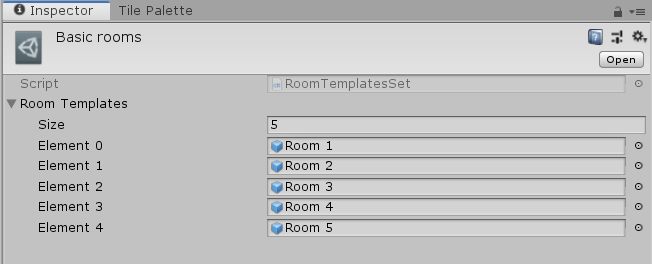 Inspector Tile Palette
Basic rooms
Open
Script RoomTemplatesSet
Room Templates
Size 5
Element 0 Room 1
Element 1 Room 2
Element 2 Room 3
Element 3 Room 4
Element 4 Room 5